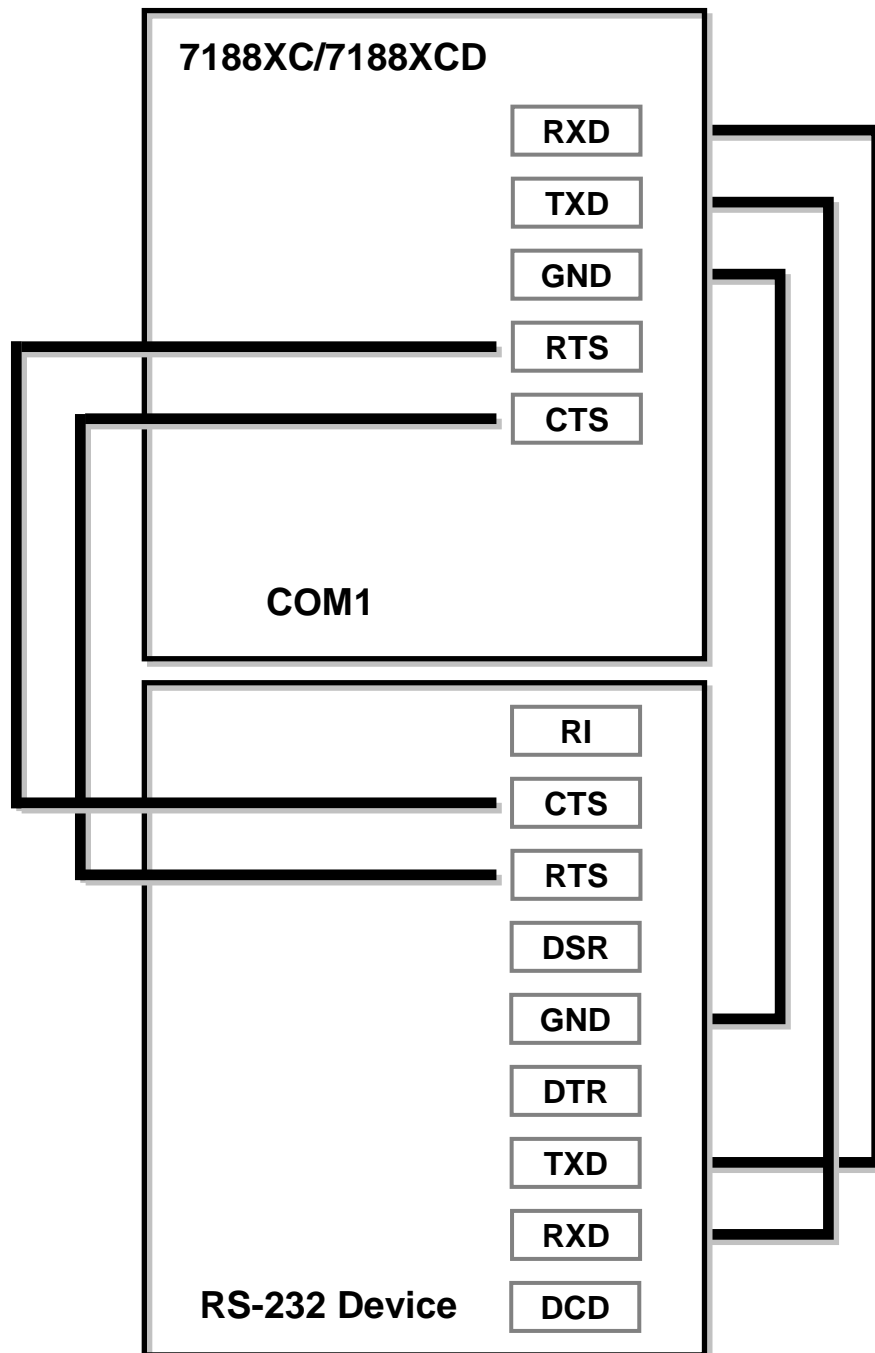 7188XC/7188XCD
RXD
TXD
GND
RTS
CTS
COM1
RI
CTS
RTS
DSR
GND
DTR
TXD
RXD
RS-232 Device
DCD